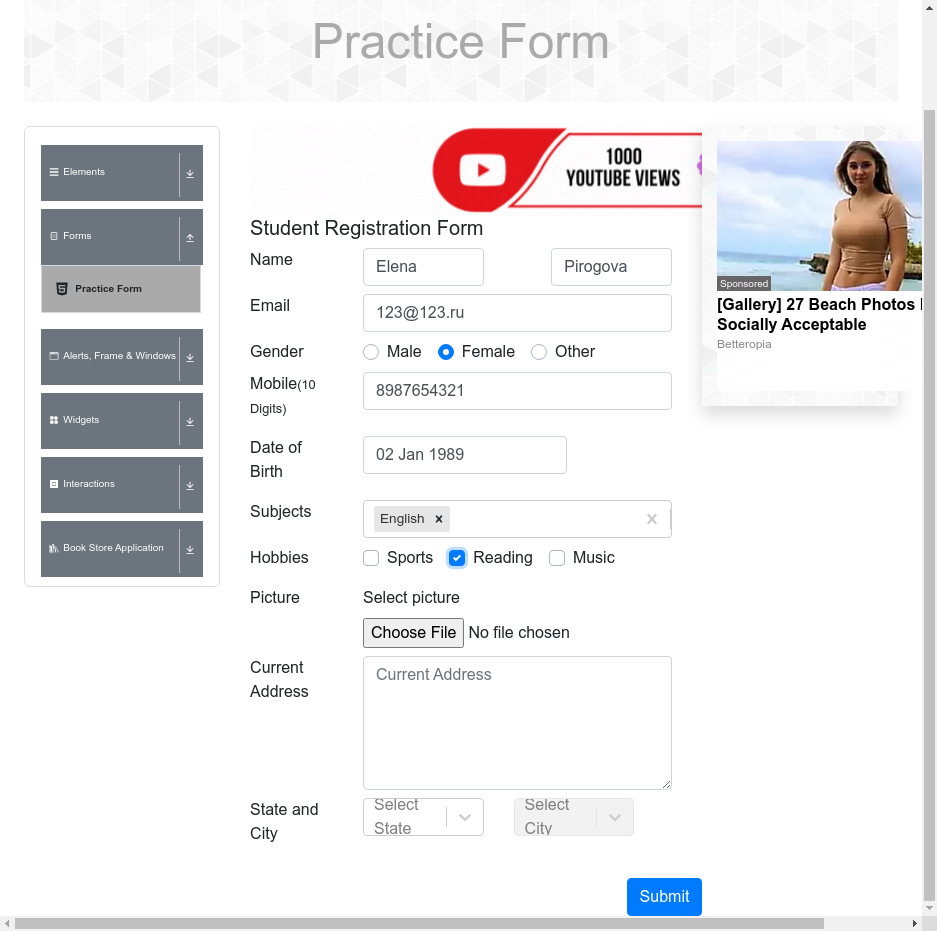 Practice Form
Elements
Forms
Practice Form
Alerts, Frame & Windows
Widgets
Interactions
Book Store Application
1000
YOUTUBE VIEWS
Student Registration Form
Name
Elena
Pirogova
Email
123@123.ru
Gender
Male
Female
Other
Mobile(10
Digits)
8987654321
Date of
Birth
02 Jan 1989
Subjects
English
Hobbies
Sports
Reading
Music
Picture
Select picture
Choose File No file chosen
Current
Address
Current Address
State and
City
Select
State
Select
City
Submit
Sponsored
[Gallery] 27 Beach Photos
Socially Acceptable
Betteropia